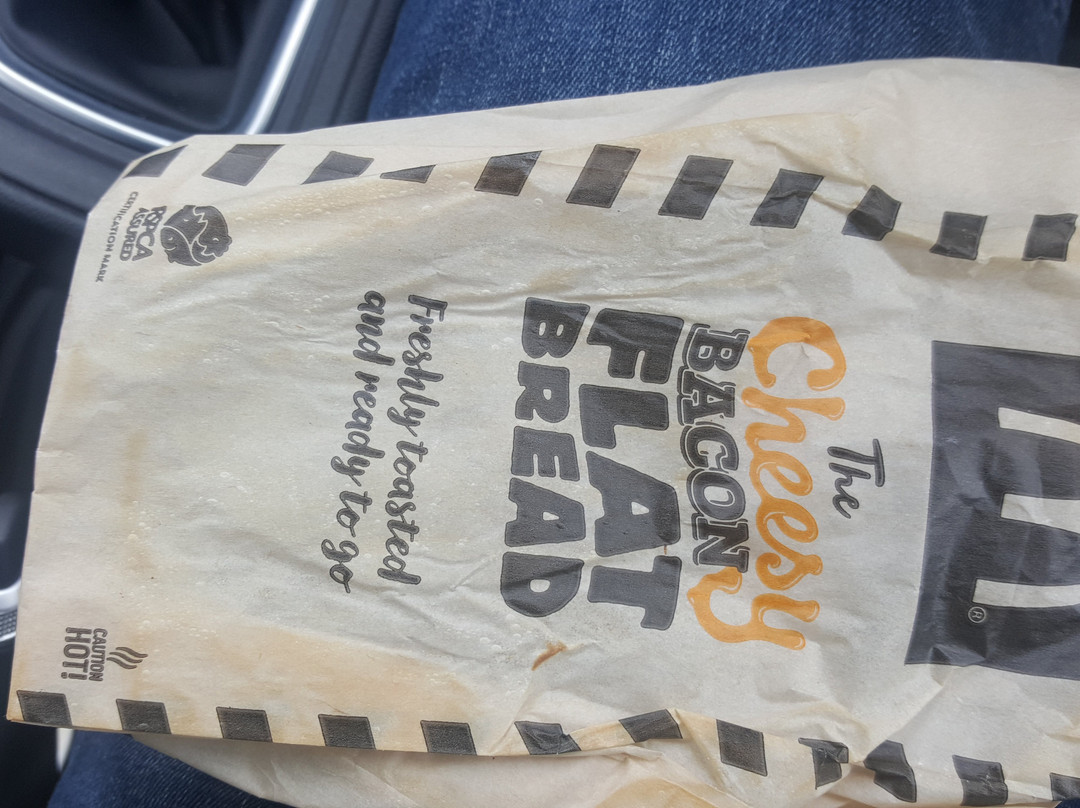 The
Cheesy
BACON
FLAT
BREAD
Freshly toasted
and ready to go
CAUTION
HOT!
RSPCA
ASSURED
CERTIFICATION MARK
®